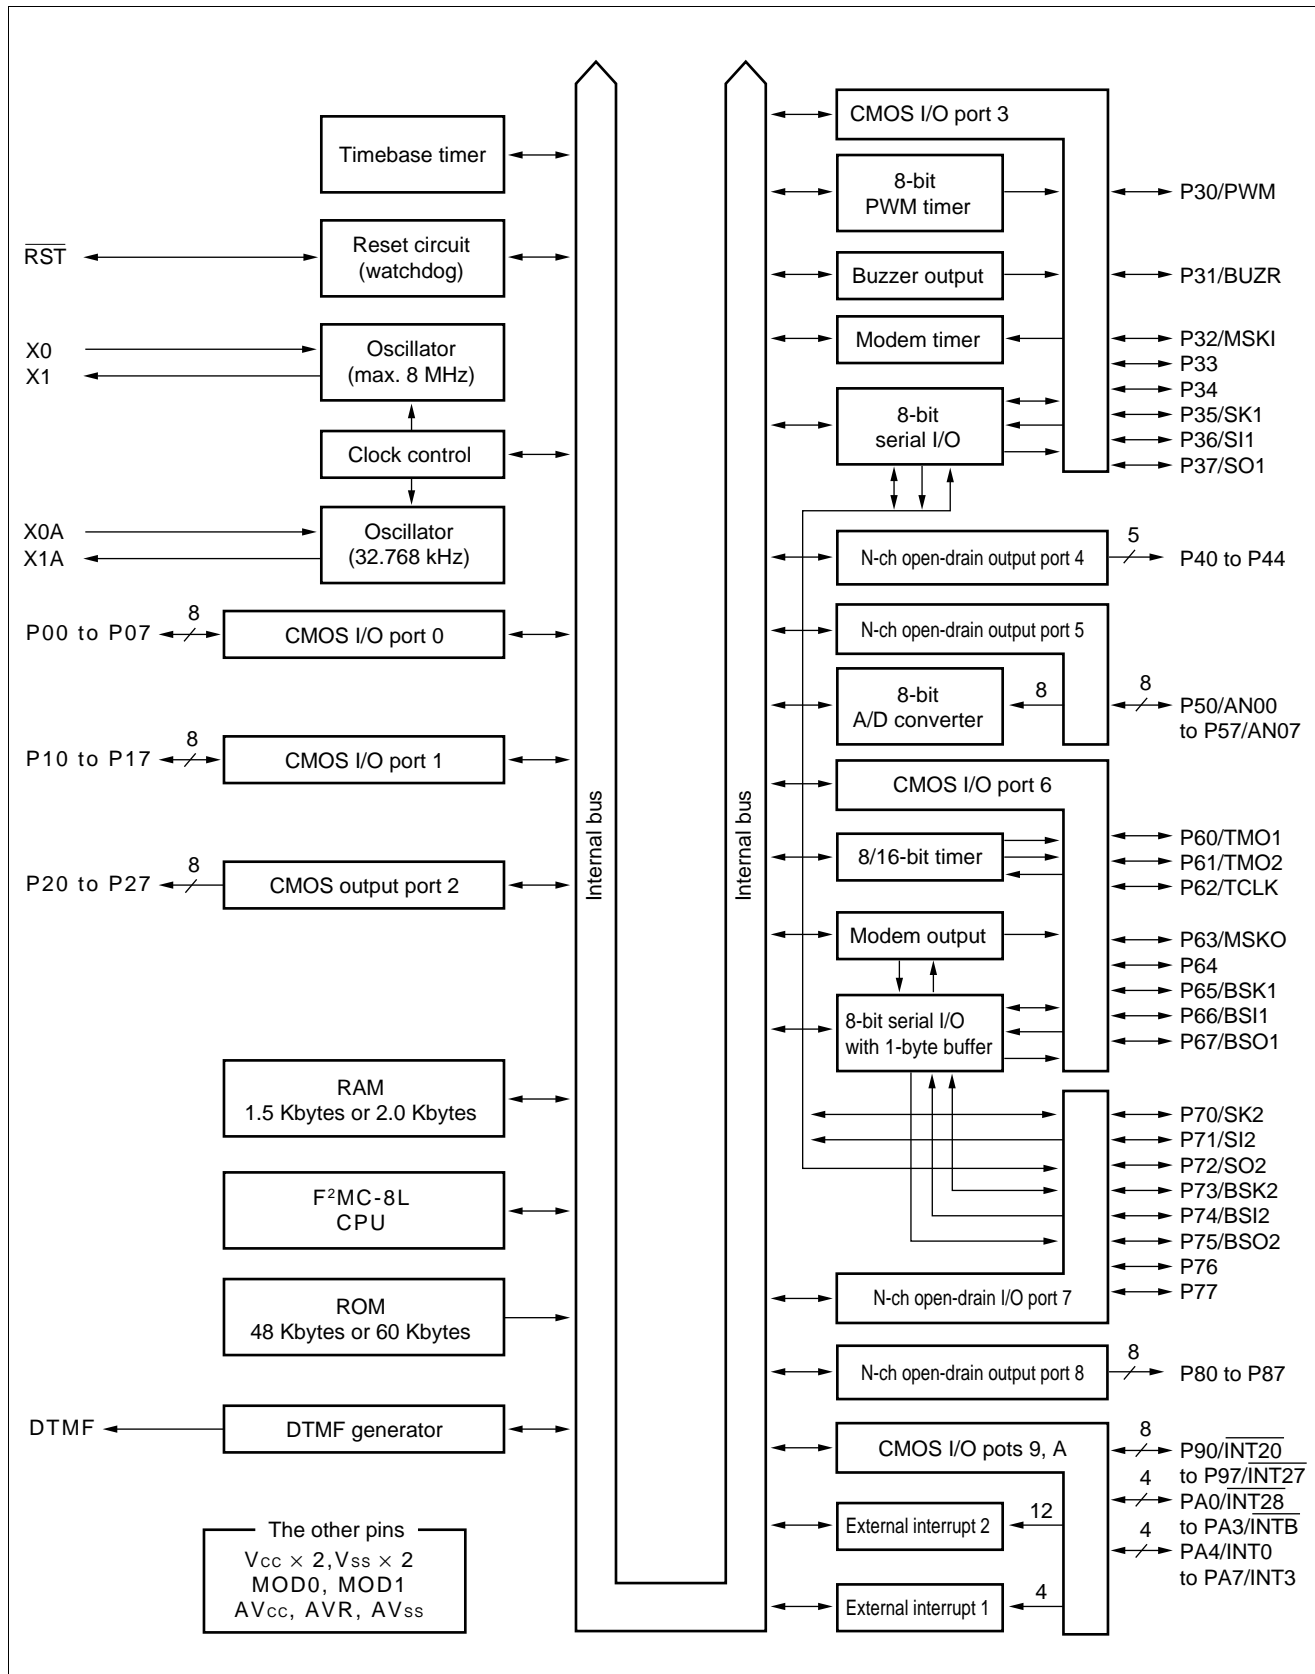 Timebase timer
RST
Reset circuit
(watchdog)
X0
X1
Oscillator
(max. 8 MHz)
Clock control
X0A
X1A
Oscillator
(32.768 kHz)
P00 to P07
8
CMOS I/O port 0
P10 to P17
8
CMOS I/O port 1
P20 to P27
8
CMOS output port 2
RAM
1.5 Kbytes or 2.0 Kbytes
F²MC-8L
CPU
ROM
48 Kbytes or 60 Kbytes
DTMF
DTMF generator
The other pins
VCC × 2, VSS × 2
MOD0, MOD1
AVCC, AVR, AVSS
Internal bus
Internal bus
CMOS I/O port 3
8-bit
PWM timer
P30/PWM
Buzzer output
P31/BUZR
Modem timer
P32/MSKI
P33
P34
8-bit
serial I/O
P35/SK1
P36/SI1
P37/SO1
N-ch open-drain output port 4
5
P40 to P44
N-ch open-drain output port 5
8-bit
A/D converter
8
8
P50/AN00
to P57/AN07
CMOS I/O port 6
8/16-bit timer
P60/TMO1
P61/TMO2
P62/TCLK
Modem output
P63/MSKO
P64
8-bit serial I/O
with 1-byte buffer
P65/BSK1
P66/BSI1
P67/BSO1
P70/SK2
P71/SI2
P72/SO2
P73/BSK2
P74/BSI2
P75/BSO2
P76
P77
N-ch open-drain I/O port 7
N-ch open-drain output port 8
8
P80 to P87
CMOS I/O pots 9, A
8
P90/INT20
to P97/INT27
4
PA0/INT28
to PA3/INTB
4
PA4/INT0
to PA7/INT3
External interrupt 2
12
External interrupt 1
4